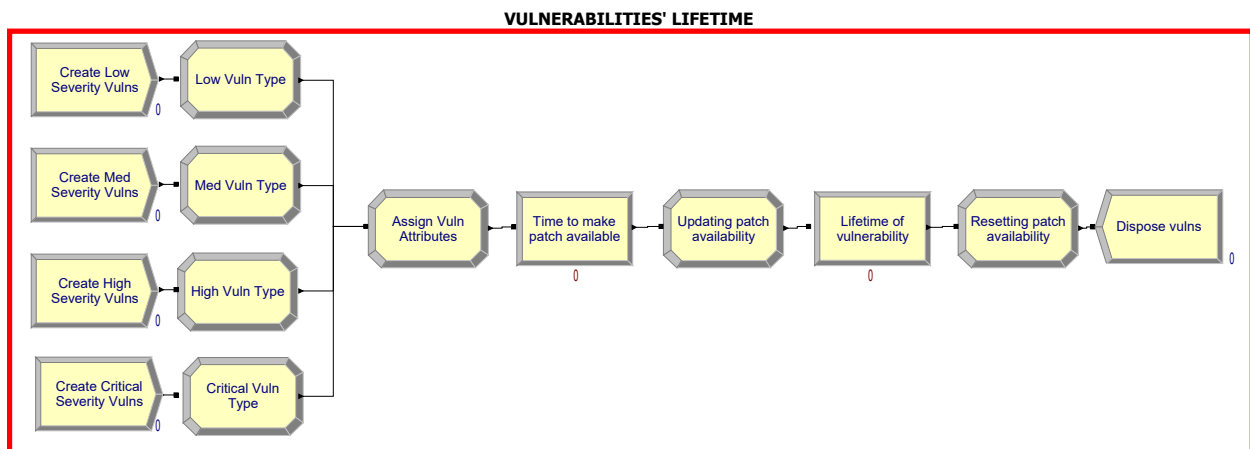 VULNERABILITIES' LIFETIME
Create Low
Severity Vulns
0
Low Vuln Type
Create Med
Severity Vulns
0
Med Vuln Type
Create High
Severity Vulns
0
High Vuln Type
Create Critical
Severity Vulns
0
Critical Vuln
Type
Assign Vuln
Attributes
Time to make
patch available
0
Updating patch
availability
Lifetime of
vulnerability
0
Resetting patch
availability
Dispose vulns
0